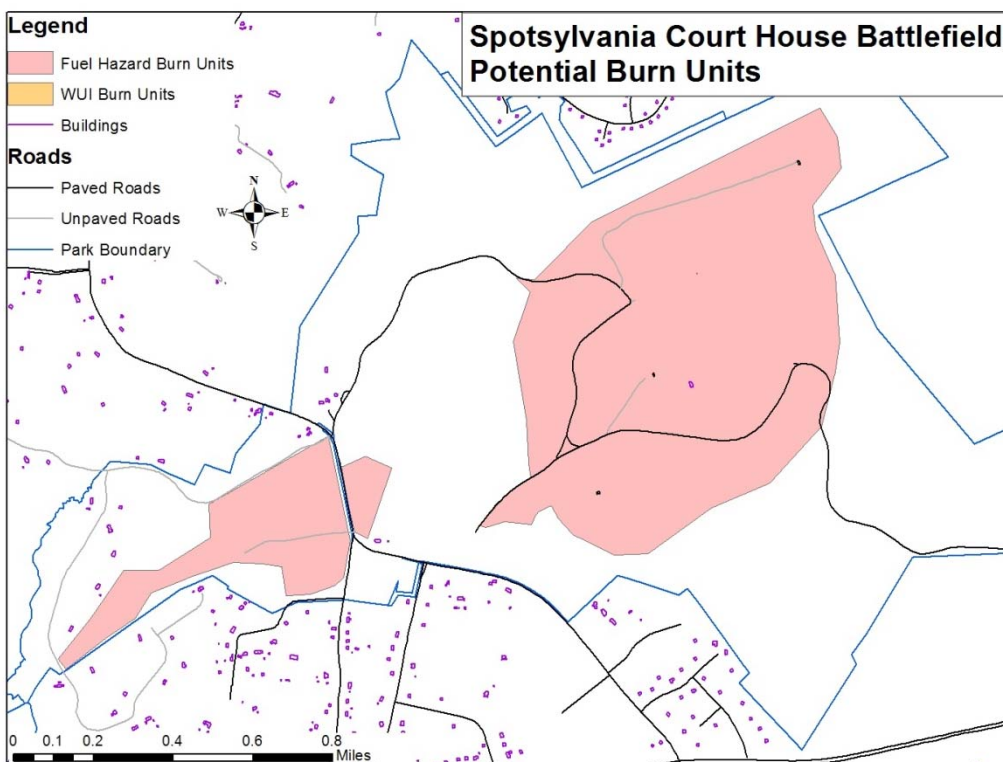 Spotsylvania Court House Battlefield
Potential Burn Units
Legend
Fuel Hazard Burn Units
WUI Burn Units
Buildings
Roads
Paved Roads
Unpaved Roads
Park Boundary
N
W E
S
0 0.1 0.2 0.4 0.6 0.8
Miles